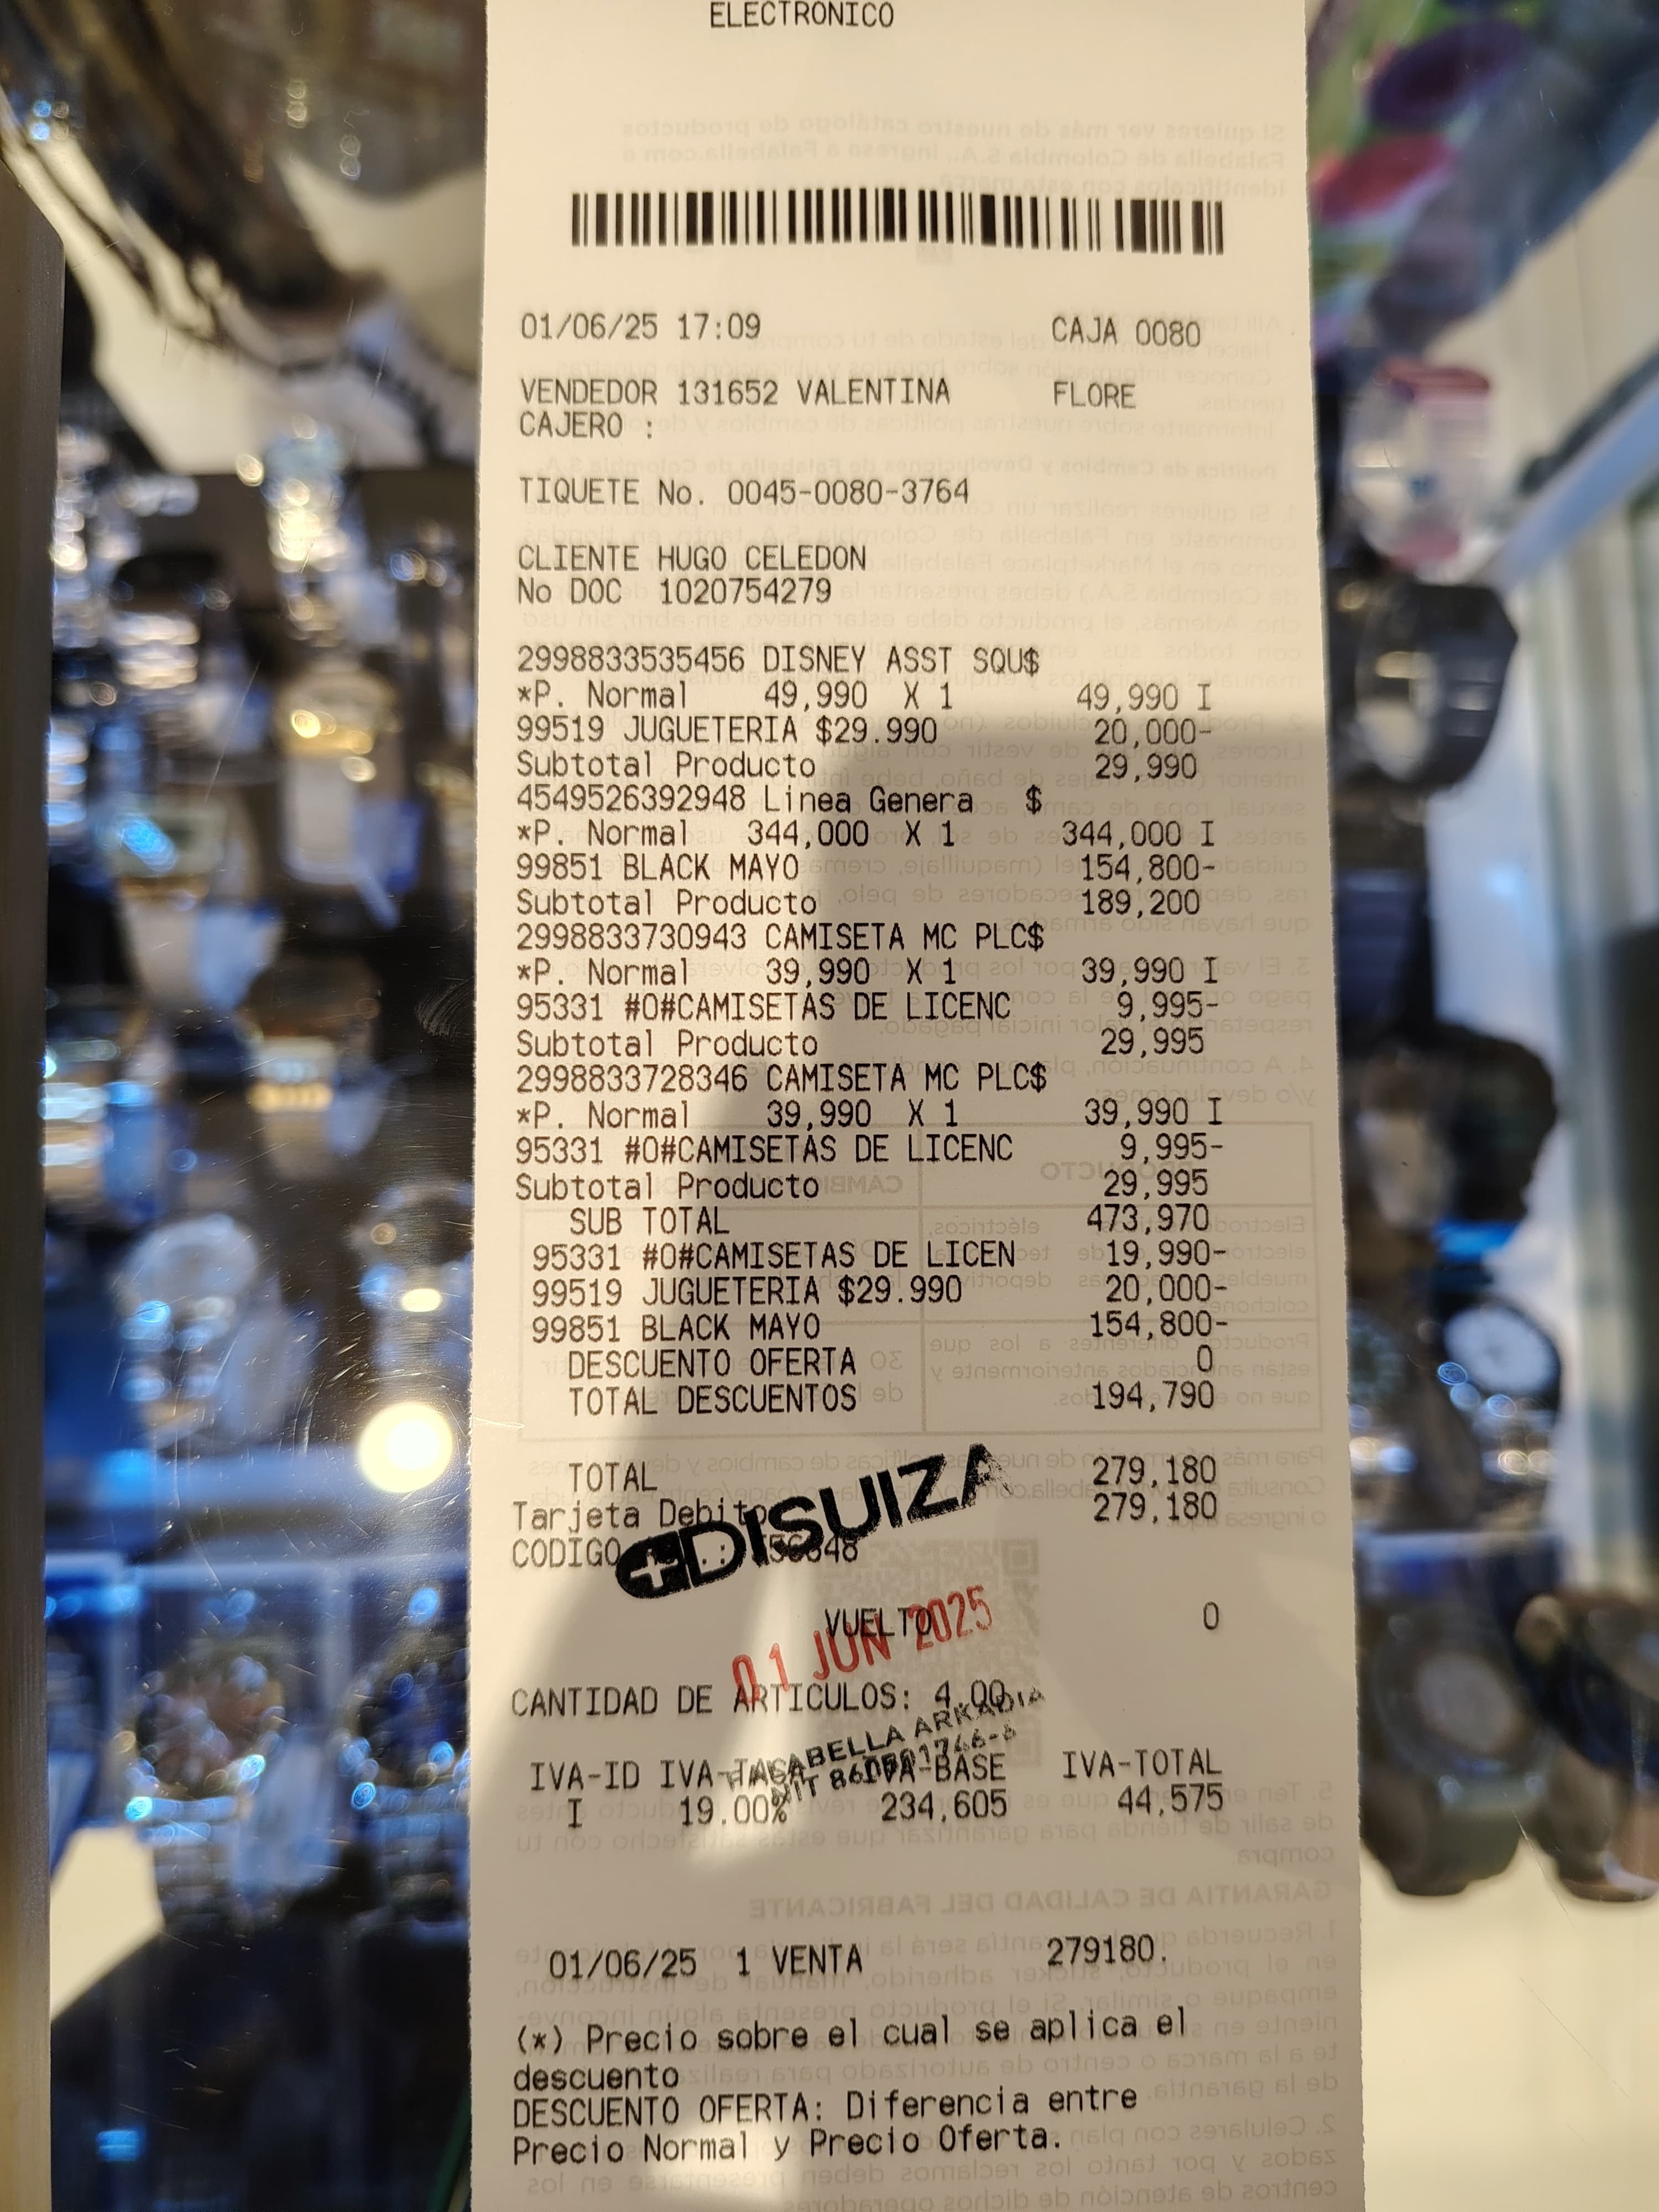 ELECTRONICO
01/06/25 17:09 CAJA 0080
VENDEDOR 131652 VALENTINA FLORE
CAJERO :
TIQUETE No. 0045-0080-3764
CLIENTE HUGO CELEDON
No DOC 1020754279
2998833535456 DISNEY ASST SQU$
*P. Normal 49,990 X 1 49,990 I
99519 JUGUETERIA $29.990 20,000-
Subtotal Producto 29,990
4549526392948 Linea Genera $
*P. Normal 344,000 X 1 344,000 I
99851 BLACK MAYO 154,800-
Subtotal Producto 189,200
2998833730943 CAMISETA MC PLC$
*P. Normal 39,990 X 1 39,990 I
95331 #0#CAMISETAS DE LICENC 9,995-
Subtotal Producto 29,995
2998833728346 CAMISETA MC PLC$
*P. Normal 39,990 X 1 39,990 I
95331 #0#CAMISETAS DE LICENC 9,995-
Subtotal Producto 29,995
SUB TOTAL 473,970
95331 #0#CAMISETAS DE LICEN 19,990-
99519 JUGUETERIA $29.990 20,000-
99851 BLACK MAYO 154,800-
DESCUENTO OFERTA 0
TOTAL DESCUENTOS 194,790
TOTAL 279,180
Tarjeta Debito 279,180
CODIGO
DISUIZA
VUELTO 0
01 JUN 2025
CANTIDAD DE ARTICULOS: 4.00
FALABELLA ARKADIA
NIT
IVA-ID IVA-TASA IVA-BASE IVA-TOTAL
I 19.00% 234,605 44,575
01/06/25 1 VENTA 279180.
(*) Precio sobre el cual se aplica el
descuento
DESCUENTO OFERTA: Diferencia entre
Precio Normal y Precio Oferta.